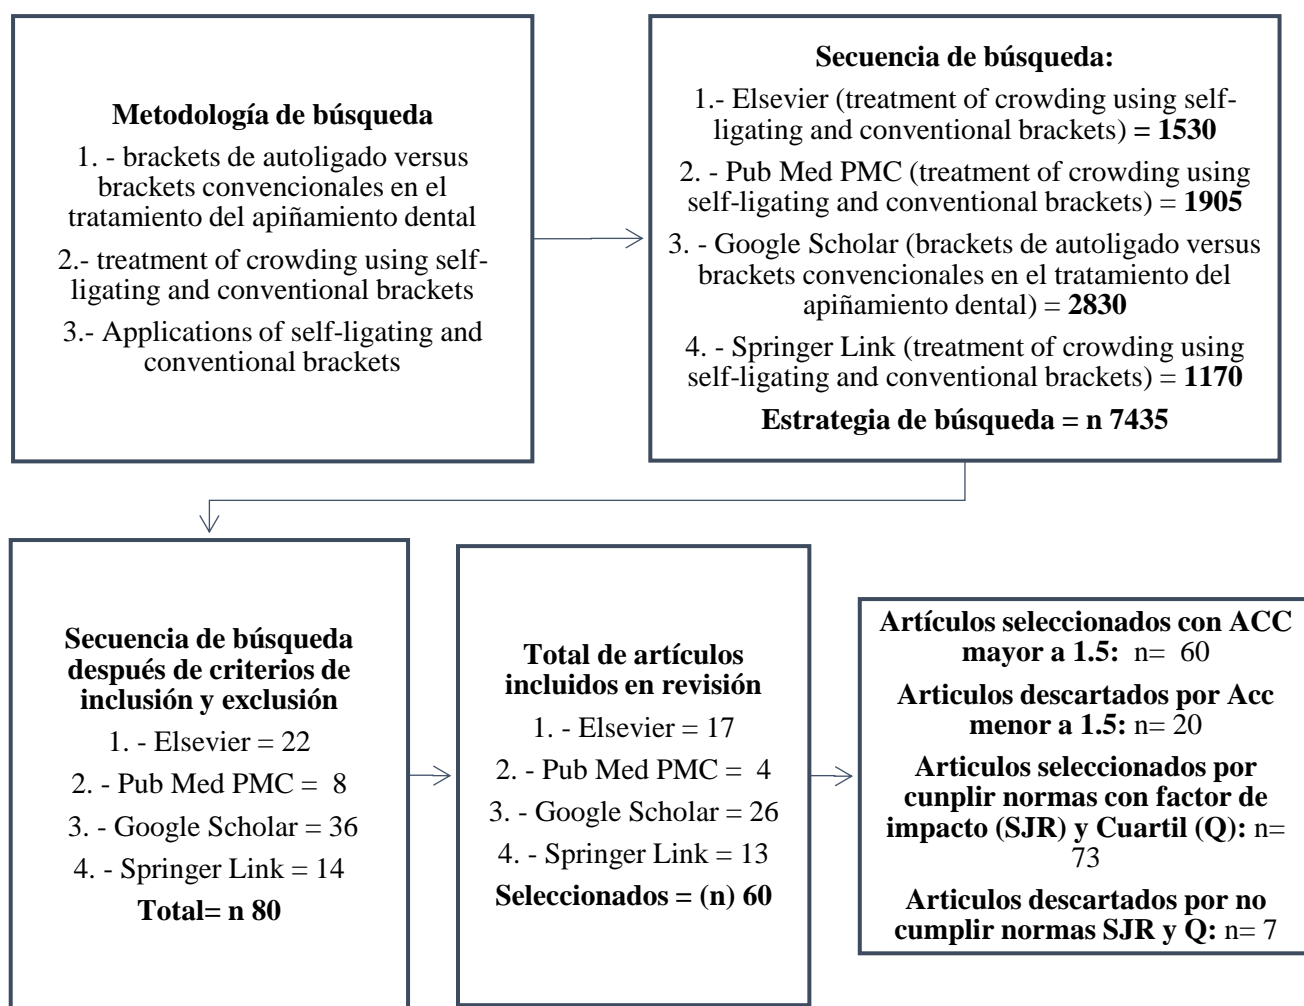 Metodología de búsqueda
1. - brackets de autoligado versus
brackets convencionales en el
tratamiento del apiñamiento dental
2.- treatment of crowding using self-
ligating and conventional brackets
3.- Applications of self-ligating and
conventional brackets
Secuencia de búsqueda:
1.- Elsevier (treatment of crowding using self-
ligating and conventional brackets) = 1530
2. - Pub Med PMC (treatment of crowding using
self-ligating and conventional brackets) = 1905
3. - Google Scholar (brackets de autoligado versus
brackets convencionales en el tratamiento del
apiñamiento dental) = 2830
4. - Springer Link (treatment of crowding using
self-ligating and conventional brackets) = 1170
Estrategia de búsqueda = n 7435
Secuencia de búsqueda
después de criterios de
inclusión y exclusión
1. - Elsevier = 22
2. - Pub Med PMC = 8
3. - Google Scholar = 36
4. - Springer Link = 14
Total= n 80
Total de artículos
incluidos en revisión
1. - Elsevier = 17
2. - Pub Med PMC = 4
3. - Google Scholar = 26
4. - Springer Link = 13
Seleccionados = (n) 60
Artículos seleccionados con ACC
mayor a 1.5: n= 60
Articulos descartados por Acc
menor a 1.5: n= 20
Articulos seleccionados por
cunplir normas con factor de
impacto (SJR) y Cuartil (Q): n=
73
Articulos descartados por no
cumplir normas SJR y Q: n= 7